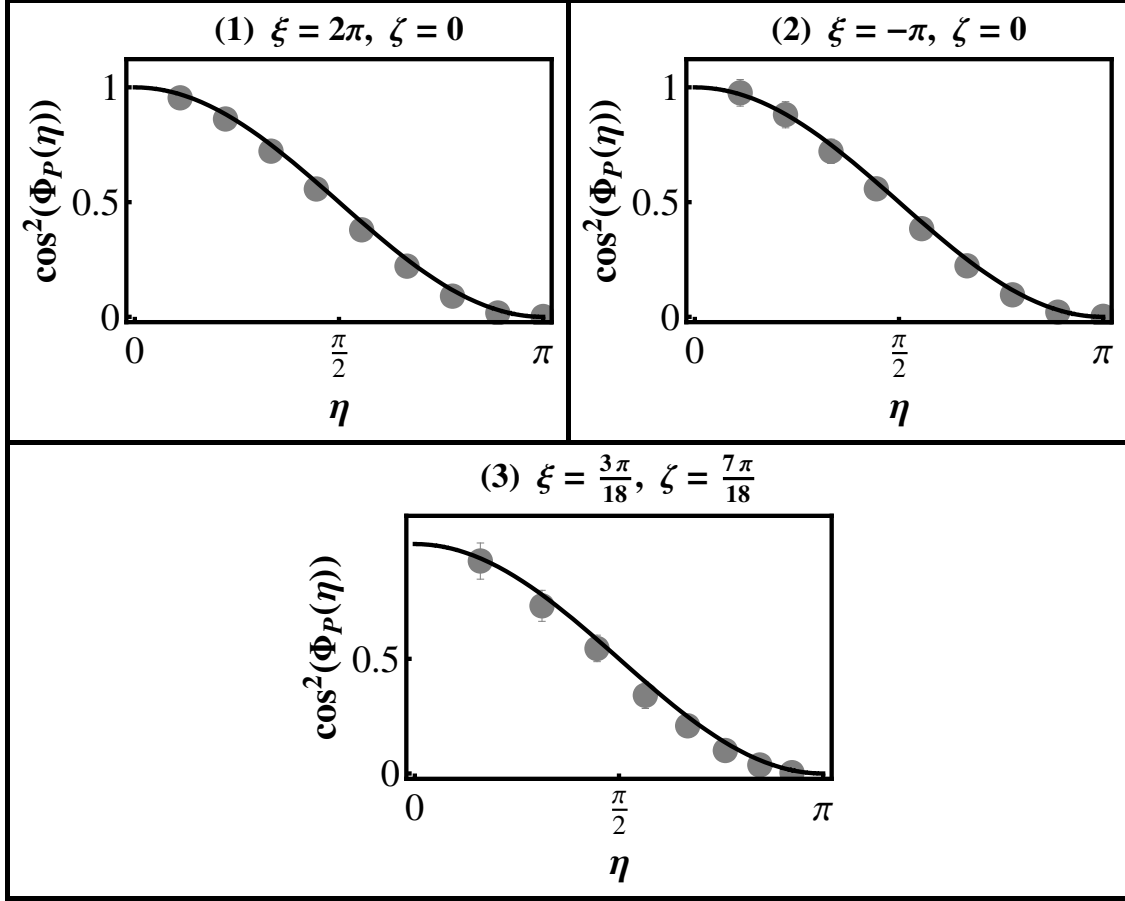 (1) ξ = 2π, ζ = 0
cos²(Φ_P(η))
1
0.5
0
0
π/2
π
η
(2) ξ = −π, ζ = 0
cos²(Φ_P(η))
1
0.5
0
0
π/2
π
η
(3) ξ = 3π/18, ζ = 7π/18
cos²(Φ_P(η))
0.5
0
0
π/2
π
η